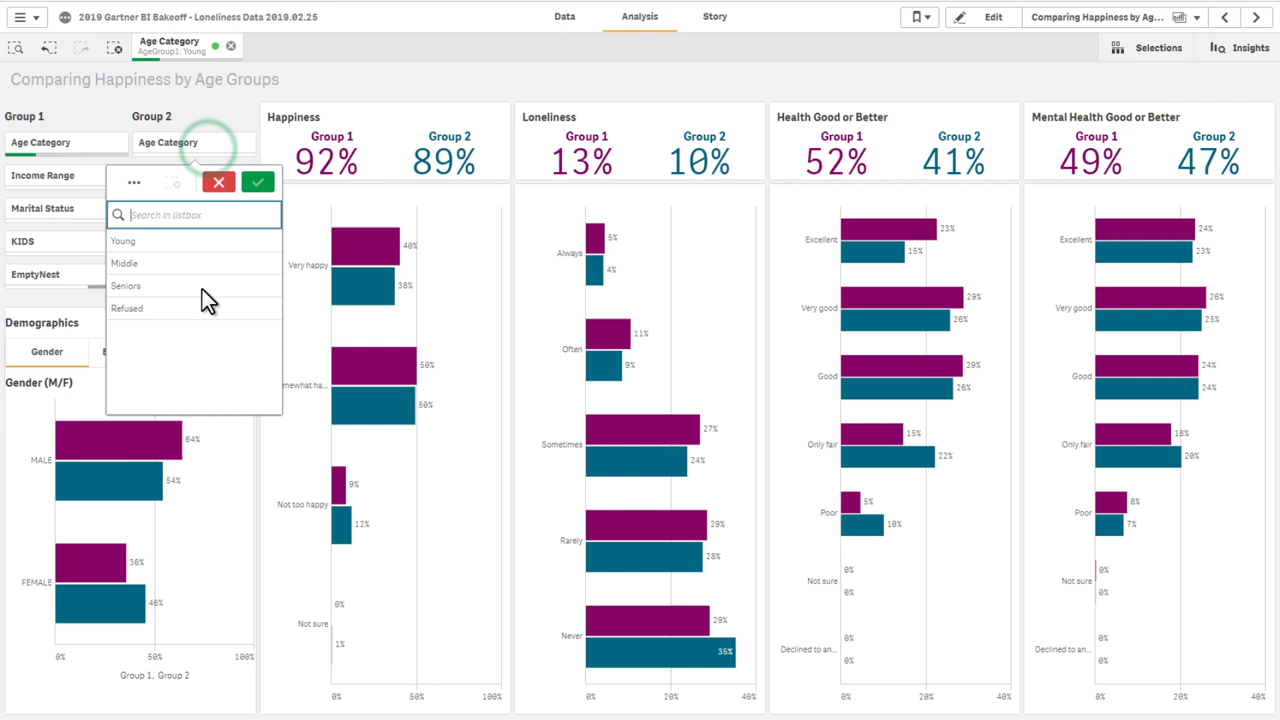 2019 Gartner BI Bakeoff - Loneliness Data 2019.02.25
Data
Analysis
Story
Edit
Comparing Happiness by Ag...
Age Category
AgeGroup1: Young
Selections
Insights
Comparing Happiness by Age Groups
Group 1
Group 2
Age Category
Age Category
Income Range
Marital Status
KIDS
EmptyNest
Search in listbox
Young
Middle
Seniors
Refused
Demographics
Gender
Gender (M/F)
MALE
64%
54%
FEMALE
36%
46%
0%
50%
100%
Group 1, Group 2
Happiness
Group 1
Group 2
92%
89%
Very happy
40%
38%
mewhat ha...
50%
50%
Not too happy
9%
12%
Not sure
0%
1%
0%
50%
100%
Loneliness
Group 1
Group 2
13%
10%
Always
5%
4%
Often
11%
9%
Sometimes
27%
24%
Rarely
29%
28%
Never
29%
35%
0%
20%
40%
Health Good or Better
Group 1
Group 2
52%
41%
Excellent
23%
15%
Very good
29%
26%
Good
29%
26%
Only fair
15%
22%
Poor
5%
10%
Not sure
0%
0%
Declined to an...
0%
0%
0%
20%
40%
Mental Health Good or Better
Group 1
Group 2
49%
47%
Excellent
24%
23%
Very good
26%
25%
Good
24%
24%
Only fair
18%
20%
Poor
8%
7%
Not sure
0%
0%
Declined to an...
0%
0%
0%
20%
40%